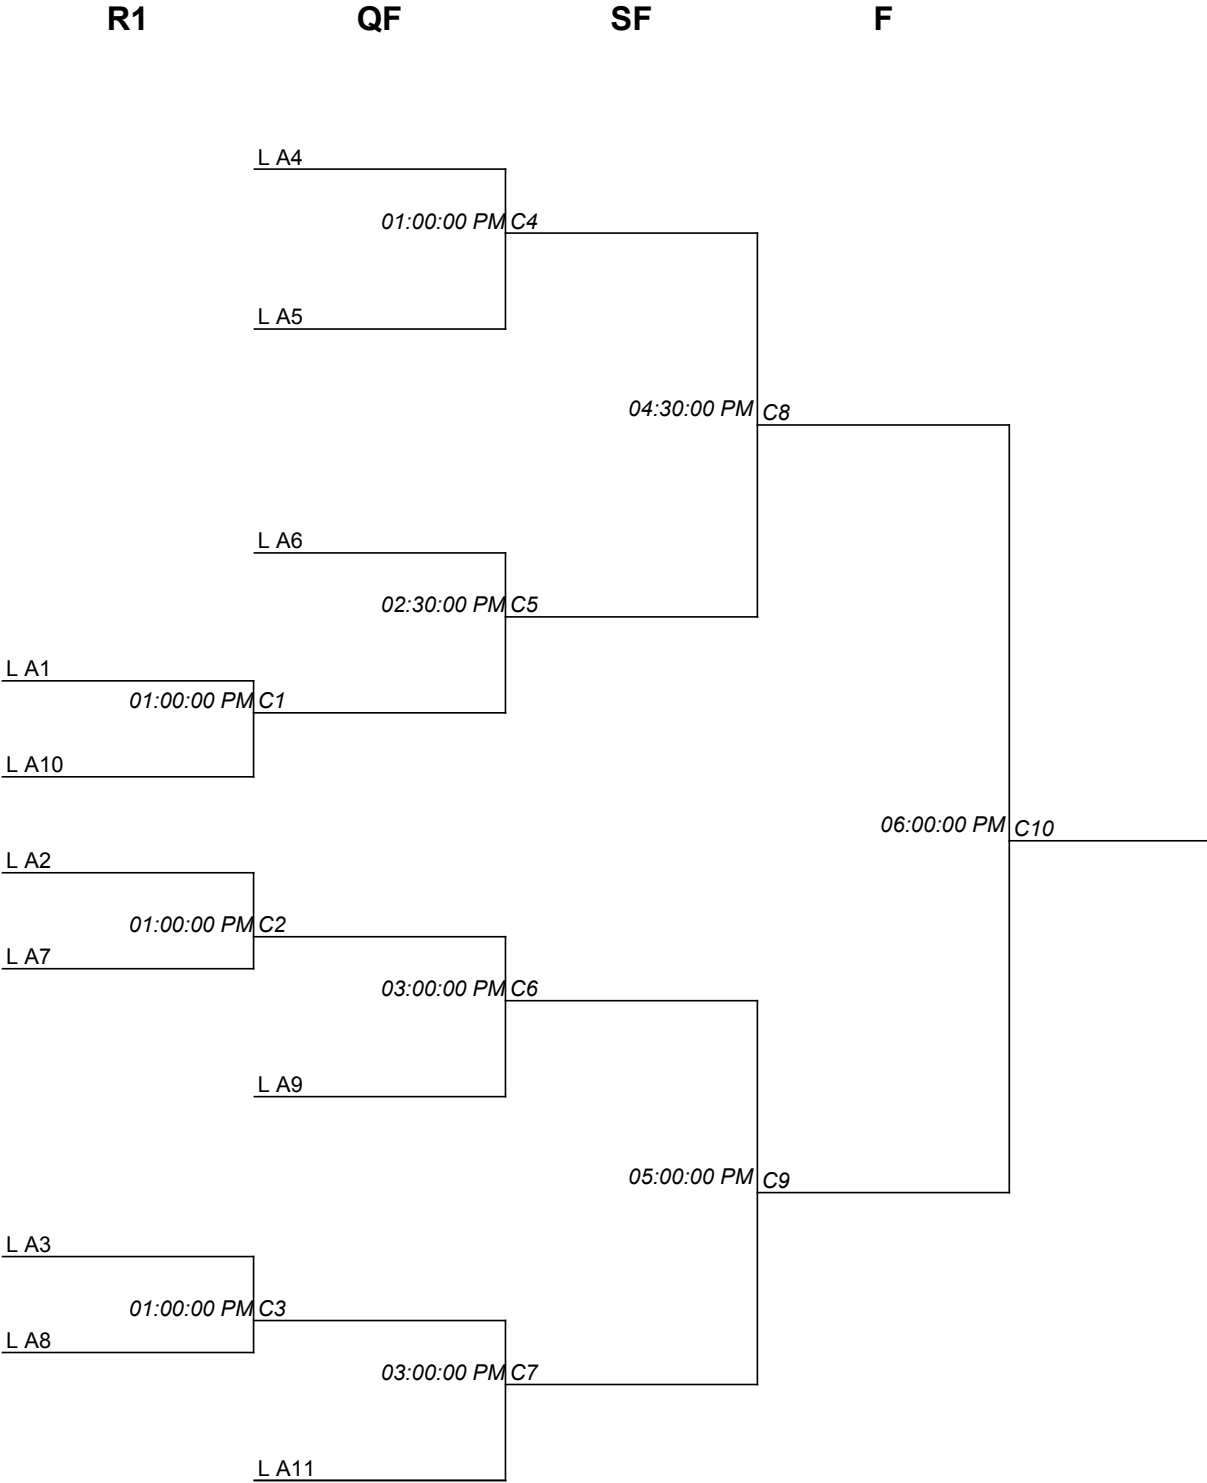 R1 QF SF F
L A4
01:00:00 PM C4
L A5
04:30:00 PM C8
L A6
02:30:00 PM C5
L A1
01:00:00 PM C1
L A10
06:00:00 PM C10
L A2
01:00:00 PM C2
L A7
03:00:00 PM C6
L A9
05:00:00 PM C9
L A3
01:00:00 PM C3
L A8
03:00:00 PM C7
L A11